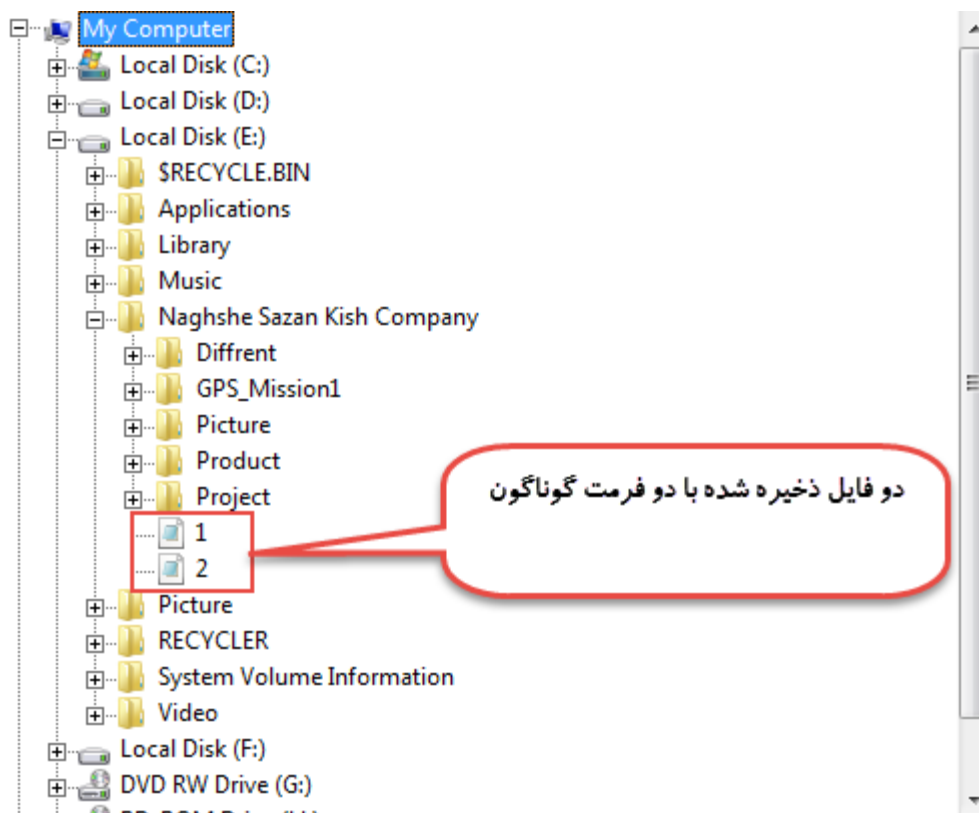 My Computer
Local Disk (C:)
Local Disk (D:)
Local Disk (E:)
$RECYCLE.BIN
Applications
Library
Music
Naghshe Sazan Kish Company
Diffrent
GPS_Mission1
Picture
Product
Project
دو فایل ذخیره شده با دو فرمت گوناگون
1
2
Picture
RECYCLER
System Volume Information
Video
Local Disk (F:)
DVD RW Drive (G:)